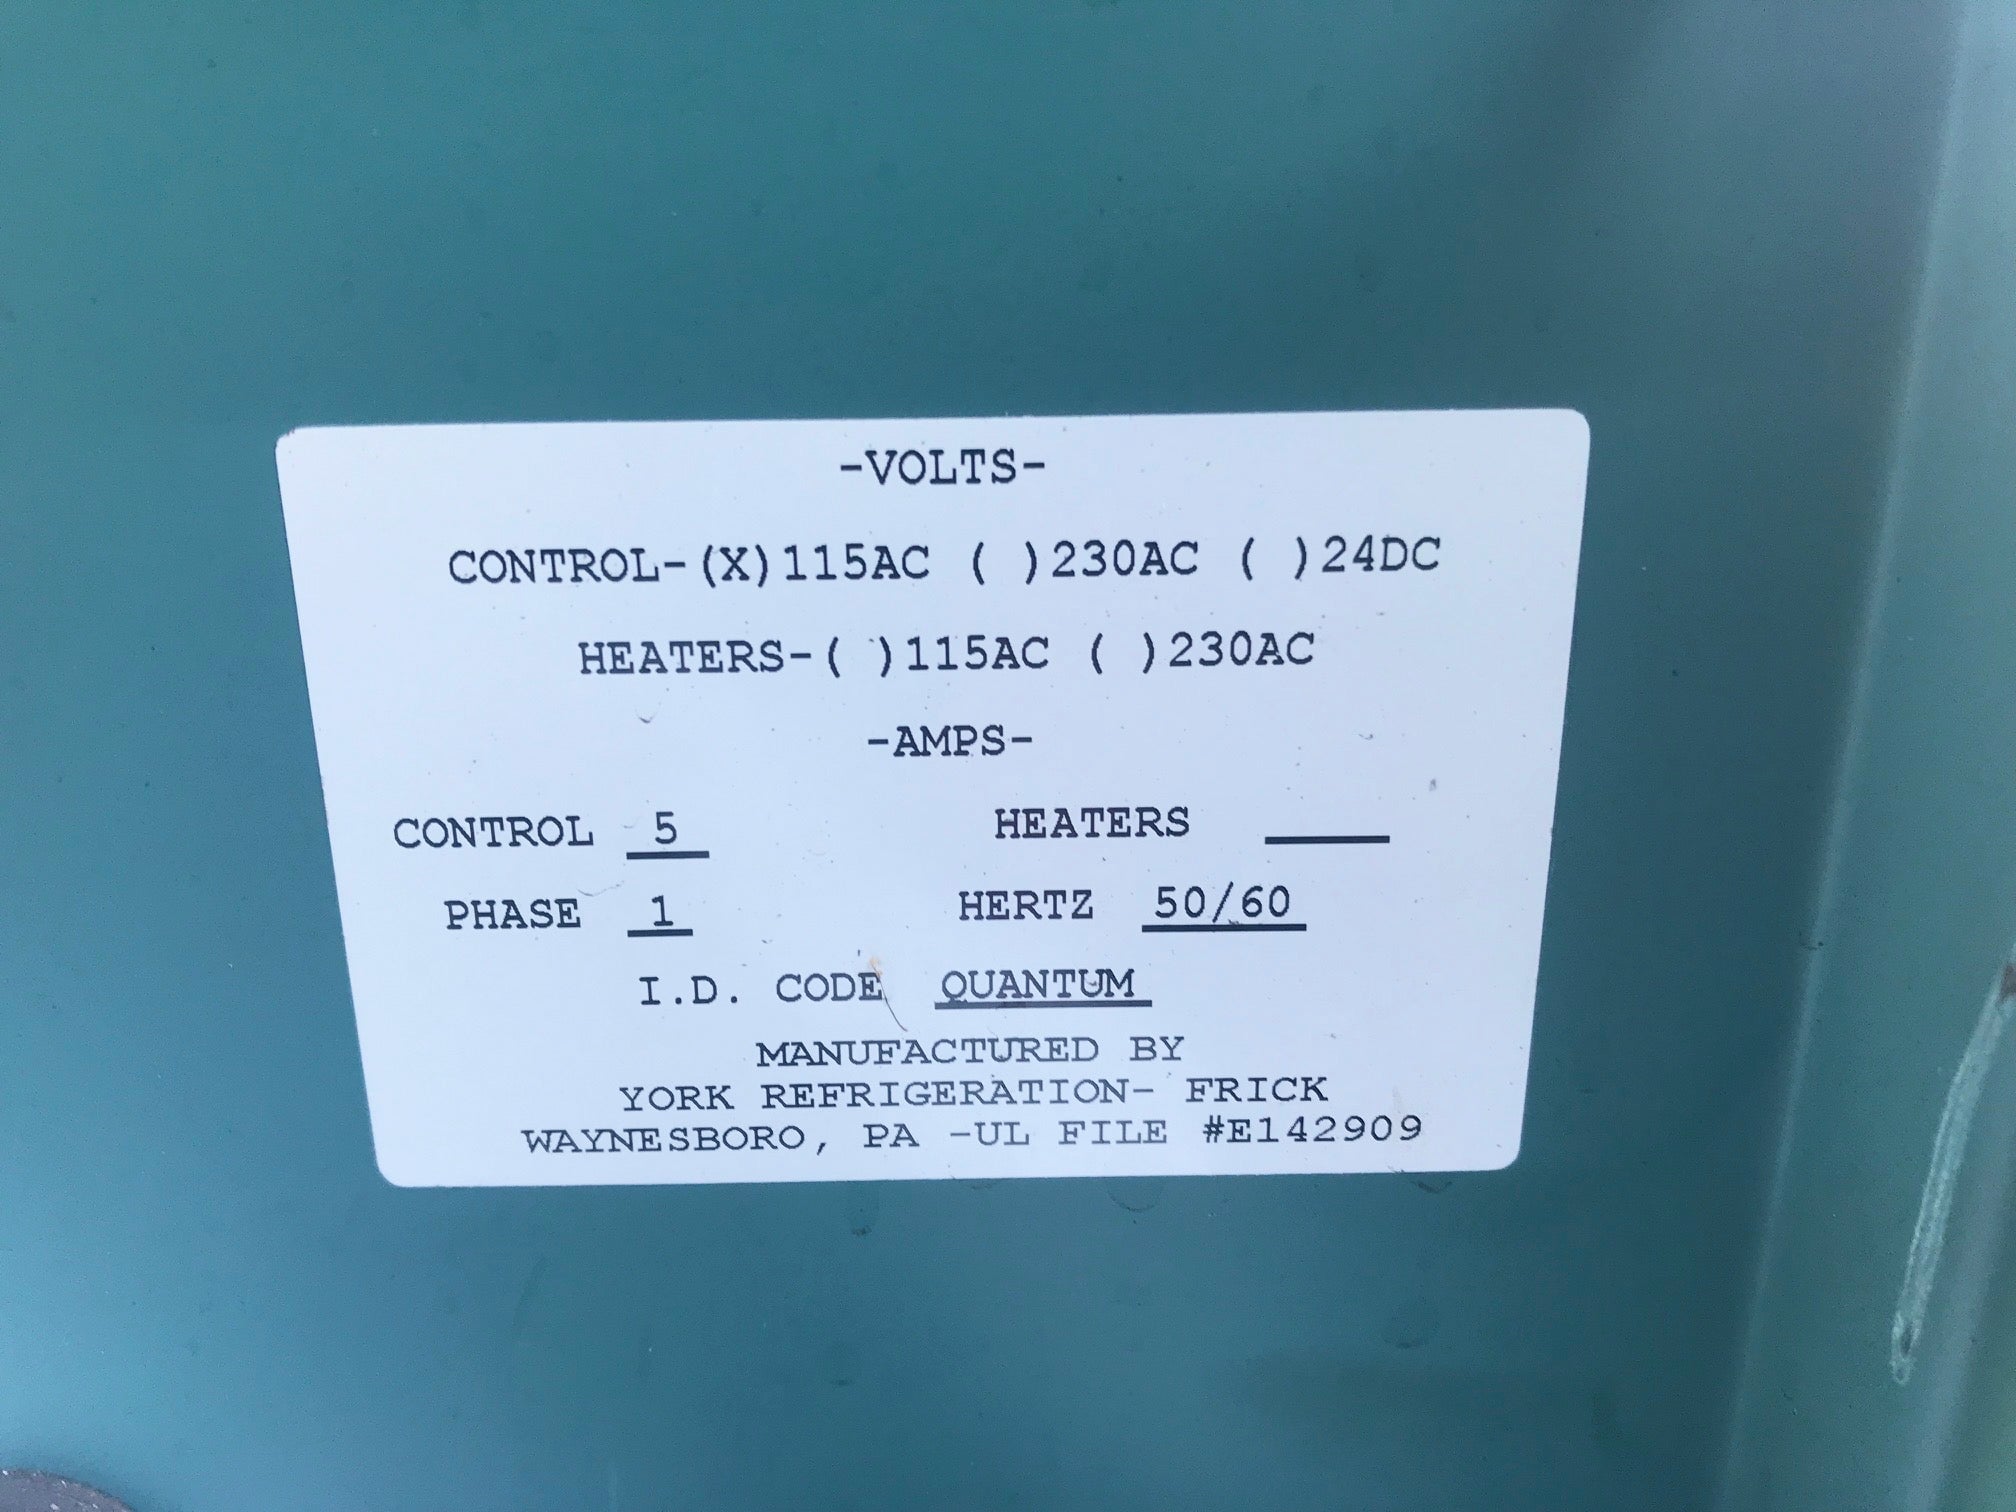 -VOLTS-
CONTROL-(X)115AC ( )230AC ( )24DC
HEATERS-( )115AC ( )230AC
-AMPS-
CONTROL 5 HEATERS ____
PHASE 1 HERTZ 50/60
I.D. CODE QUANTUM
MANUFACTURED BY
YORK REFRIGERATION- FRICK
WAYNESBORO, PA -UL FILE #E142909